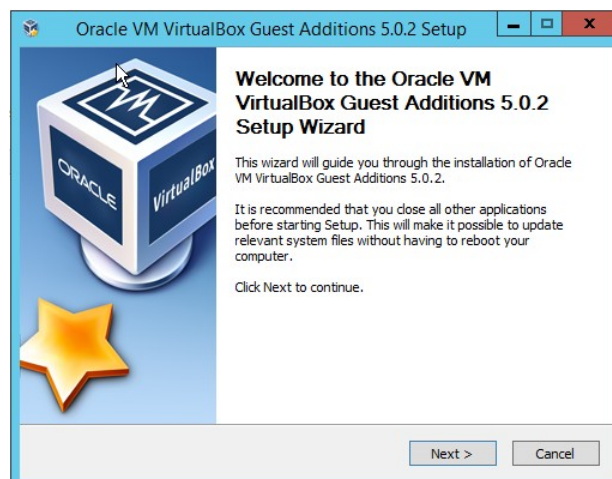 Oracle VM VirtualBox Guest Additions 5.0.2 Setup
x
ORACLE
VirtualBox
Welcome to the Oracle VM
VirtualBox Guest Additions 5.0.2
Setup Wizard
This wizard will guide you through the installation of Oracle
VM VirtualBox Guest Additions 5.0.2.
It is recommended that you close all other applications
before starting Setup. This will make it possible to update
relevant system files without having to reboot your
computer.
Click Next to continue.
Next >
Cancel